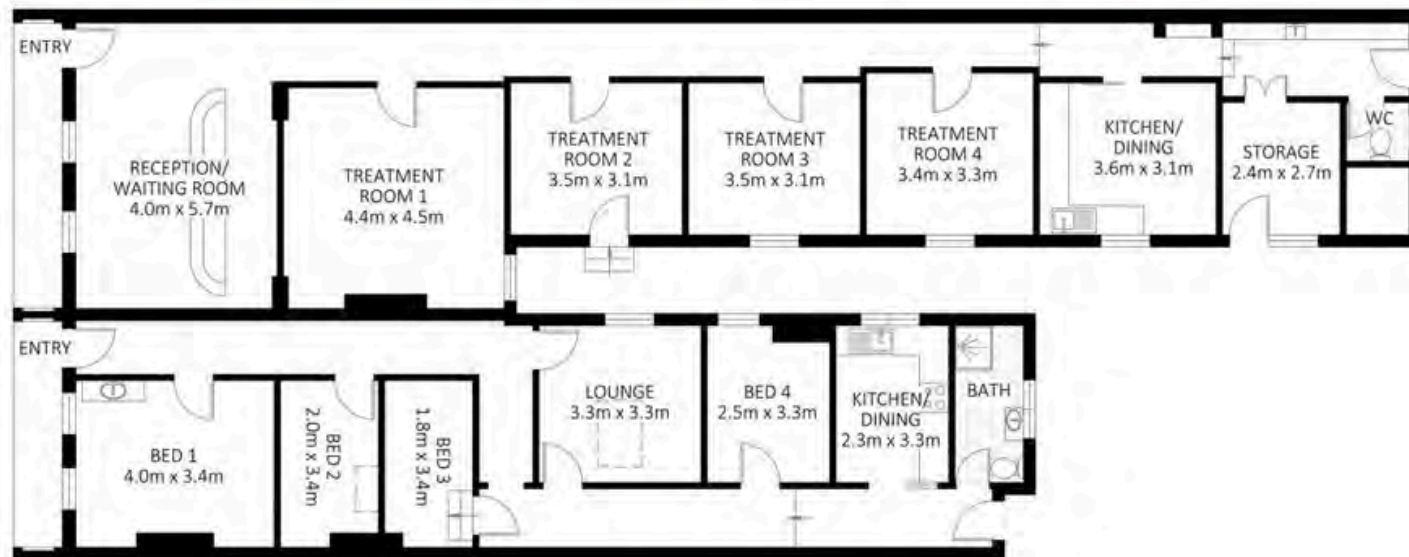 ENTRY
RECEPTION/
WAITING ROOM
4.0m x 5.7m
TREATMENT
ROOM 1
4.4m x 4.5m
TREATMENT
ROOM 2
3.5m x 3.1m
TREATMENT
ROOM 3
3.5m x 3.1m
TREATMENT
ROOM 4
3.4m x 3.3m
KITCHEN/
DINING
3.6m x 3.1m
STORAGE
2.4m x 2.7m
WC
ENTRY
BED 1
4.0m x 3.4m
BED 2
2.0m x 3.4m
BED 3
1.8m x 3.4m
LOUNGE
3.3m x 3.3m
BED 4
2.5m x 3.3m
KITCHEN/
DINING
2.3m x 3.3m
BATH